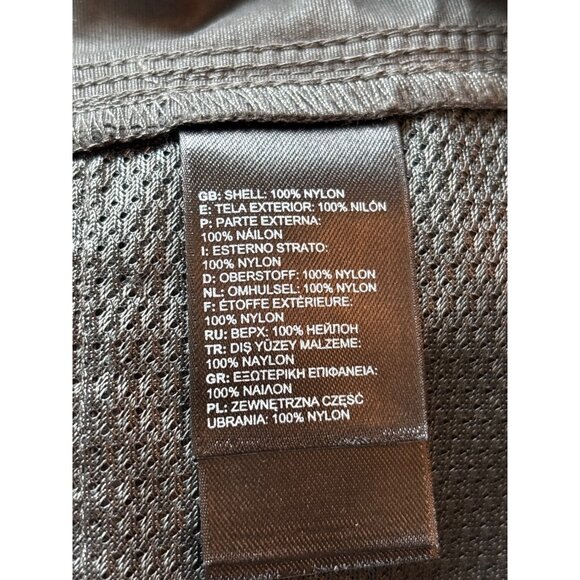 GB: SHELL: 100% NYLON
E: TELA EXTERIOR: 100% NILÓN
P: PARTE EXTERNA:
100% NÁILON
I: ESTERNO STRATO:
100% NYLON
D: OBERSTOFF: 100% NYLON
NL: OMHULSEL: 100% NYLON
F: ÉTOFFE EXTÉRIEURE:
100% NYLON
RU: ВЕРХ: 100% НЕЙЛОН
TR: DIŞ YÜZEY MALZEME:
100% NAYLON
GR: ΕΞΩΤΕΡΙΚΗ ΕΠΙΦΑΝΕΙΑ:
100% ΝΑΙΛΟΝ
PL: ZEWNĘTRZNA CZĘŚĆ
UBRANIA: 100% NYLON